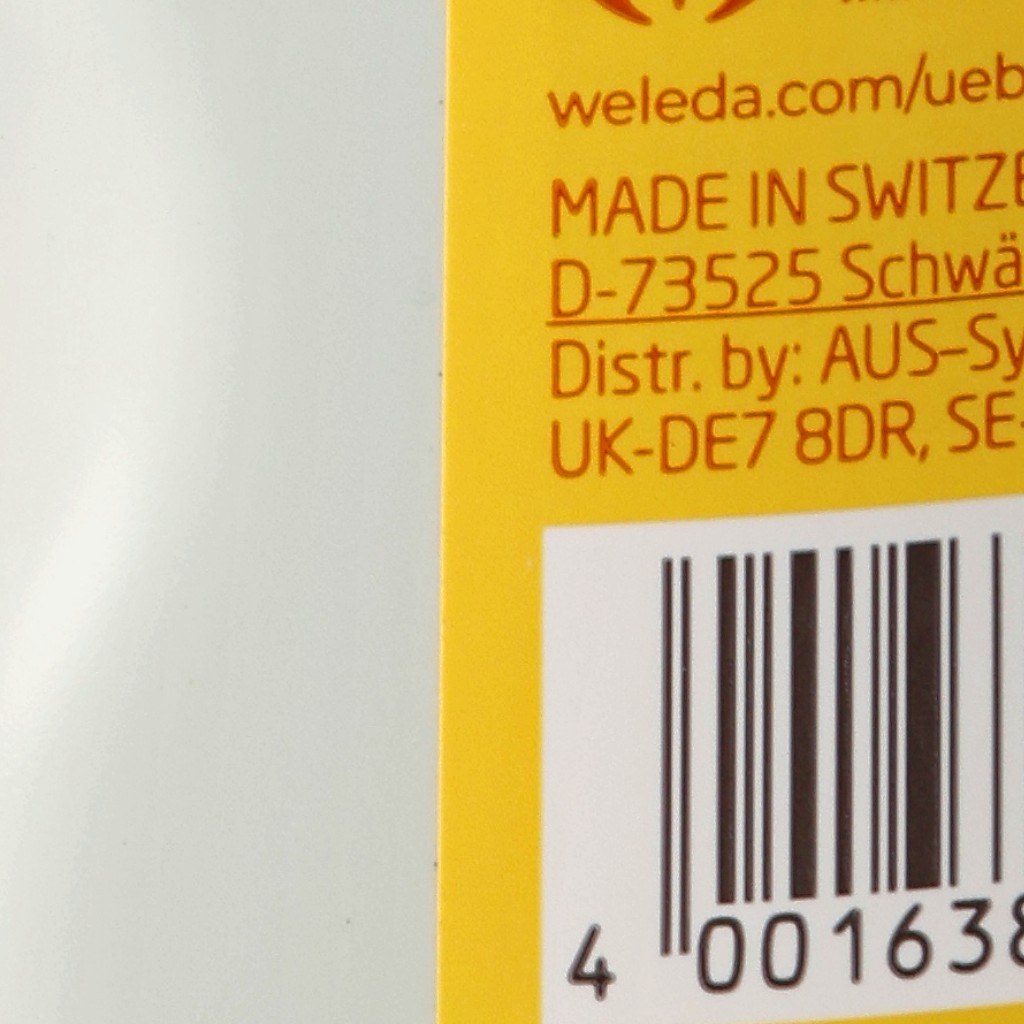 weleda.com/ueb
MADE IN SWITZE
D-73525 Schwä
Distr. by: AUS–Sy
UK-DE7 8DR, SE-
4 001638